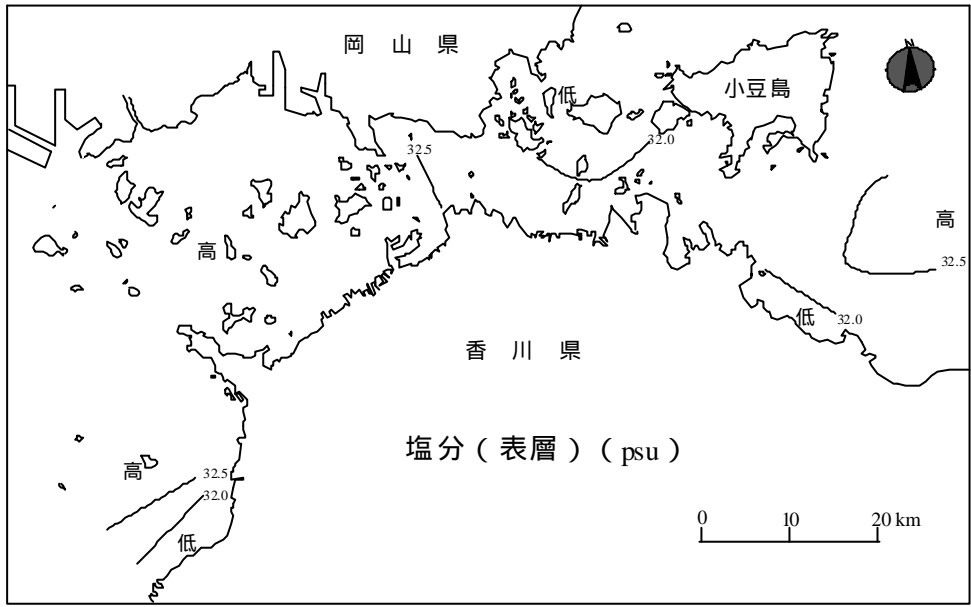 岡 山 県
N
低
小豆島
32.5
32.0
高
高
32.5
低
32.0
香 川 県
塩分（表層）（psu）
高
32.5
32.0
低
0 10 20 km